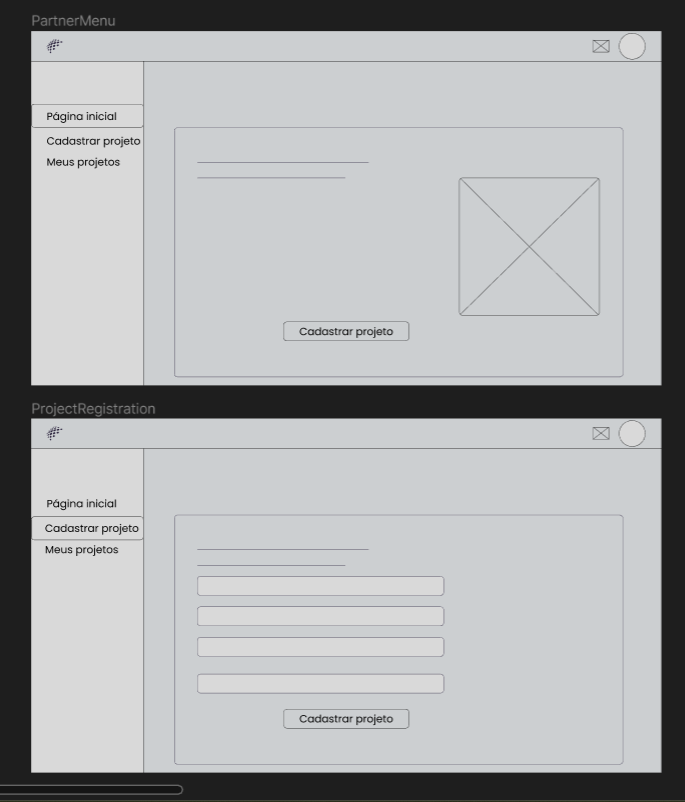 PartnerMenu
Página inicial
Cadastrar projeto
Meus projetos
Cadastrar projeto
ProjectRegistration
Página inicial
Cadastrar projeto
Meus projetos
Cadastrar projeto